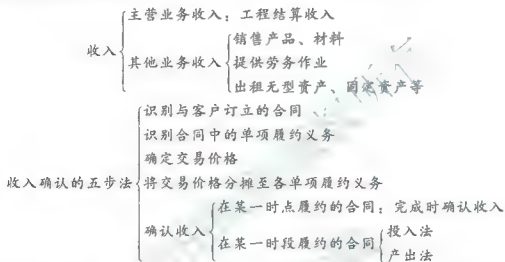 主营业务收入：工程结算收入
收入
销售产品、材料
其他业务收入
提供劳务作业
出租无型资产、固定资产等
识别与客户订立的合同
识别合同中的单项履约义务
确定交易价格
收入确认的五步法
将交易价格分摊至各单项履约义务
在某一时点履约的合同：完成时确认收入
确认收入
投入法
在某一时段履约的合同
产出法